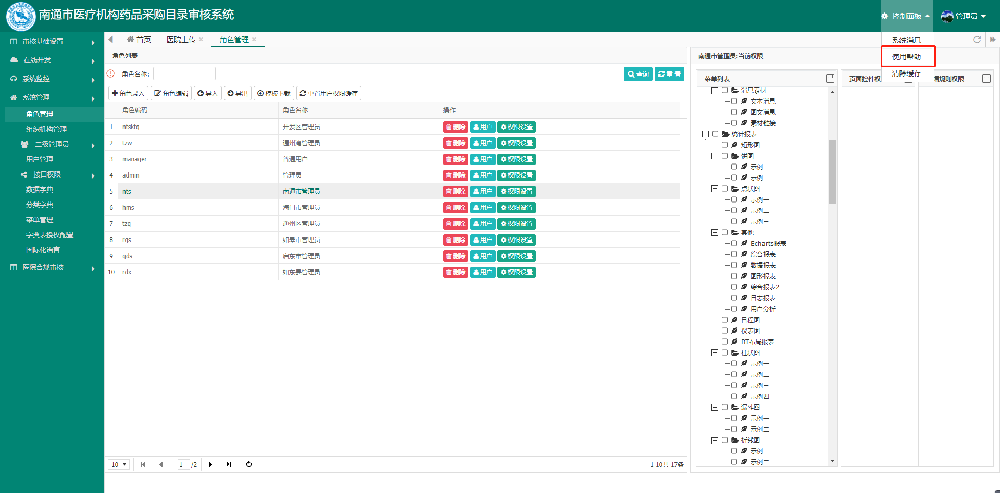 南通市医疗机构药品采购目录审核系统
控制面板
管理员
系统消息
使用帮助
清除缓存
审核基础设置
在线开发
系统监控
系统管理
角色管理
组织机构管理
二级管理员
用户管理
接口权限
数据字典
分类字典
菜单管理
字典表授权配置
国际化语言
医院合规审核
首页 医院上传 角色管理
角色列表
角色名称:
查询 重置
角色录入 角色编辑 导入 导出 模板下载 重置用户权限缓存
角色编码 角色名称 操作
1 ntskfq 开发区管理员 删除 用户 权限设置
2 tzw 通州湾管理员 删除 用户 权限设置
3 manager 普通用户 删除 用户 权限设置
4 admin 管理员 删除 用户 权限设置
5 nts 南通市管理员 删除 用户 权限设置
6 hms 海门市管理员 删除 用户 权限设置
7 tzq 通州区管理员 删除 用户 权限设置
8 rgs 如皋市管理员 删除 用户 权限设置
9 qds 启东市管理员 删除 用户 权限设置
10 rdx 如东县管理员 删除 用户 权限设置
10 1 /2 1-10共 17条
南通市管理员:当前权限
菜单列表
页面控件权
据规则权限
消息素材
文本消息
图文消息
素材链接
统计报表
矩形图
饼图
示例一
示例二
点状图
示例一
示例二
示例三
其他
Echarts报表
综合报表
数据报表
图形报表
综合报表2
日志报表
用户分析
日程图
仪表图
BT布局报表
柱状图
示例一
示例二
示例三
示例四
漏斗图
示例一
示例二
折线图
示例一
示例二